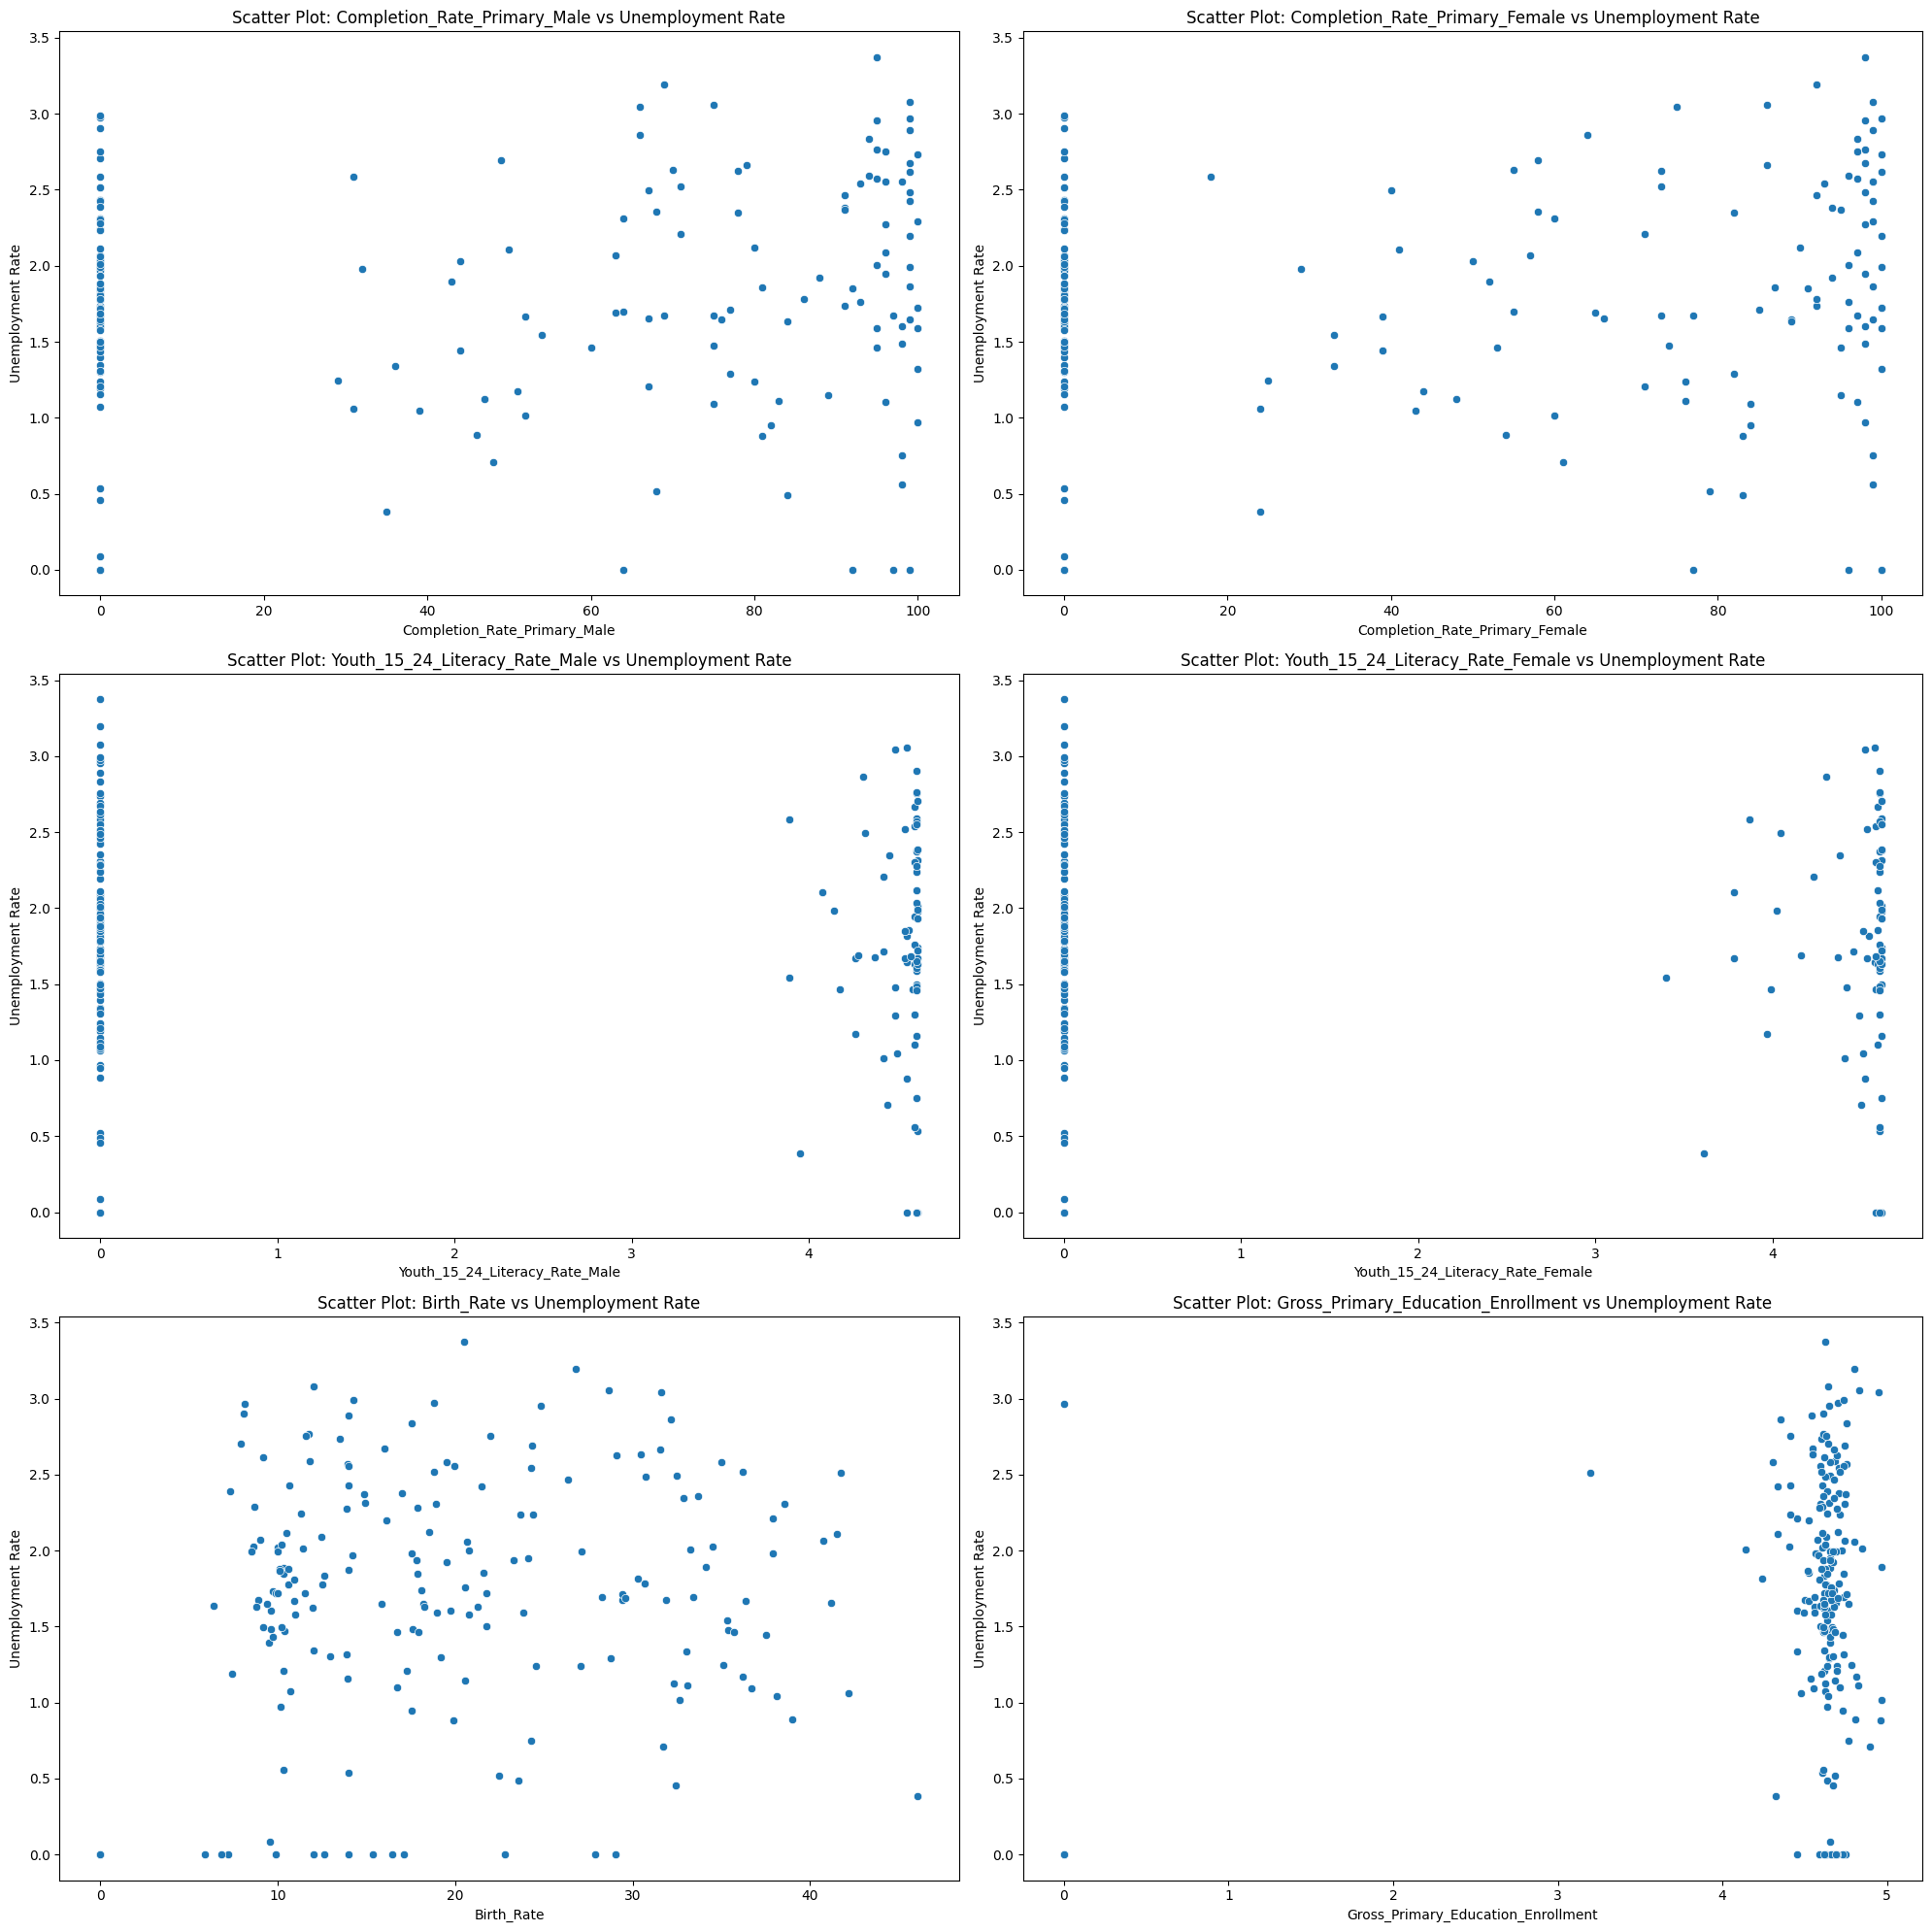 Scatter Plot: Completion_Rate_Primary_Male vs Unemployment Rate
3.5
3.0
2.5
2.0
1.5
1.0
0.5
0.0
Unemployment Rate
0 20 40 60 80 100
Completion_Rate_Primary_Male
Scatter Plot: Completion_Rate_Primary_Female vs Unemployment Rate
3.5
3.0
2.5
2.0
1.5
1.0
0.5
0.0
Unemployment Rate
0 20 40 60 80 100
Completion_Rate_Primary_Female
Scatter Plot: Youth_15_24_Literacy_Rate_Male vs Unemployment Rate
3.5
3.0
2.5
2.0
1.5
1.0
0.5
0.0
Unemployment Rate
0 1 2 3 4
Youth_15_24_Literacy_Rate_Male
Scatter Plot: Youth_15_24_Literacy_Rate_Female vs Unemployment Rate
3.5
3.0
2.5
2.0
1.5
1.0
0.5
0.0
Unemployment Rate
0 1 2 3 4
Youth_15_24_Literacy_Rate_Female
Scatter Plot: Birth_Rate vs Unemployment Rate
3.5
3.0
2.5
2.0
1.5
1.0
0.5
0.0
Unemployment Rate
0 10 20 30 40
Birth_Rate
Scatter Plot: Gross_Primary_Education_Enrollment vs Unemployment Rate
3.5
3.0
2.5
2.0
1.5
1.0
0.5
0.0
Unemployment Rate
0 1 2 3 4 5
Gross_Primary_Education_Enrollment